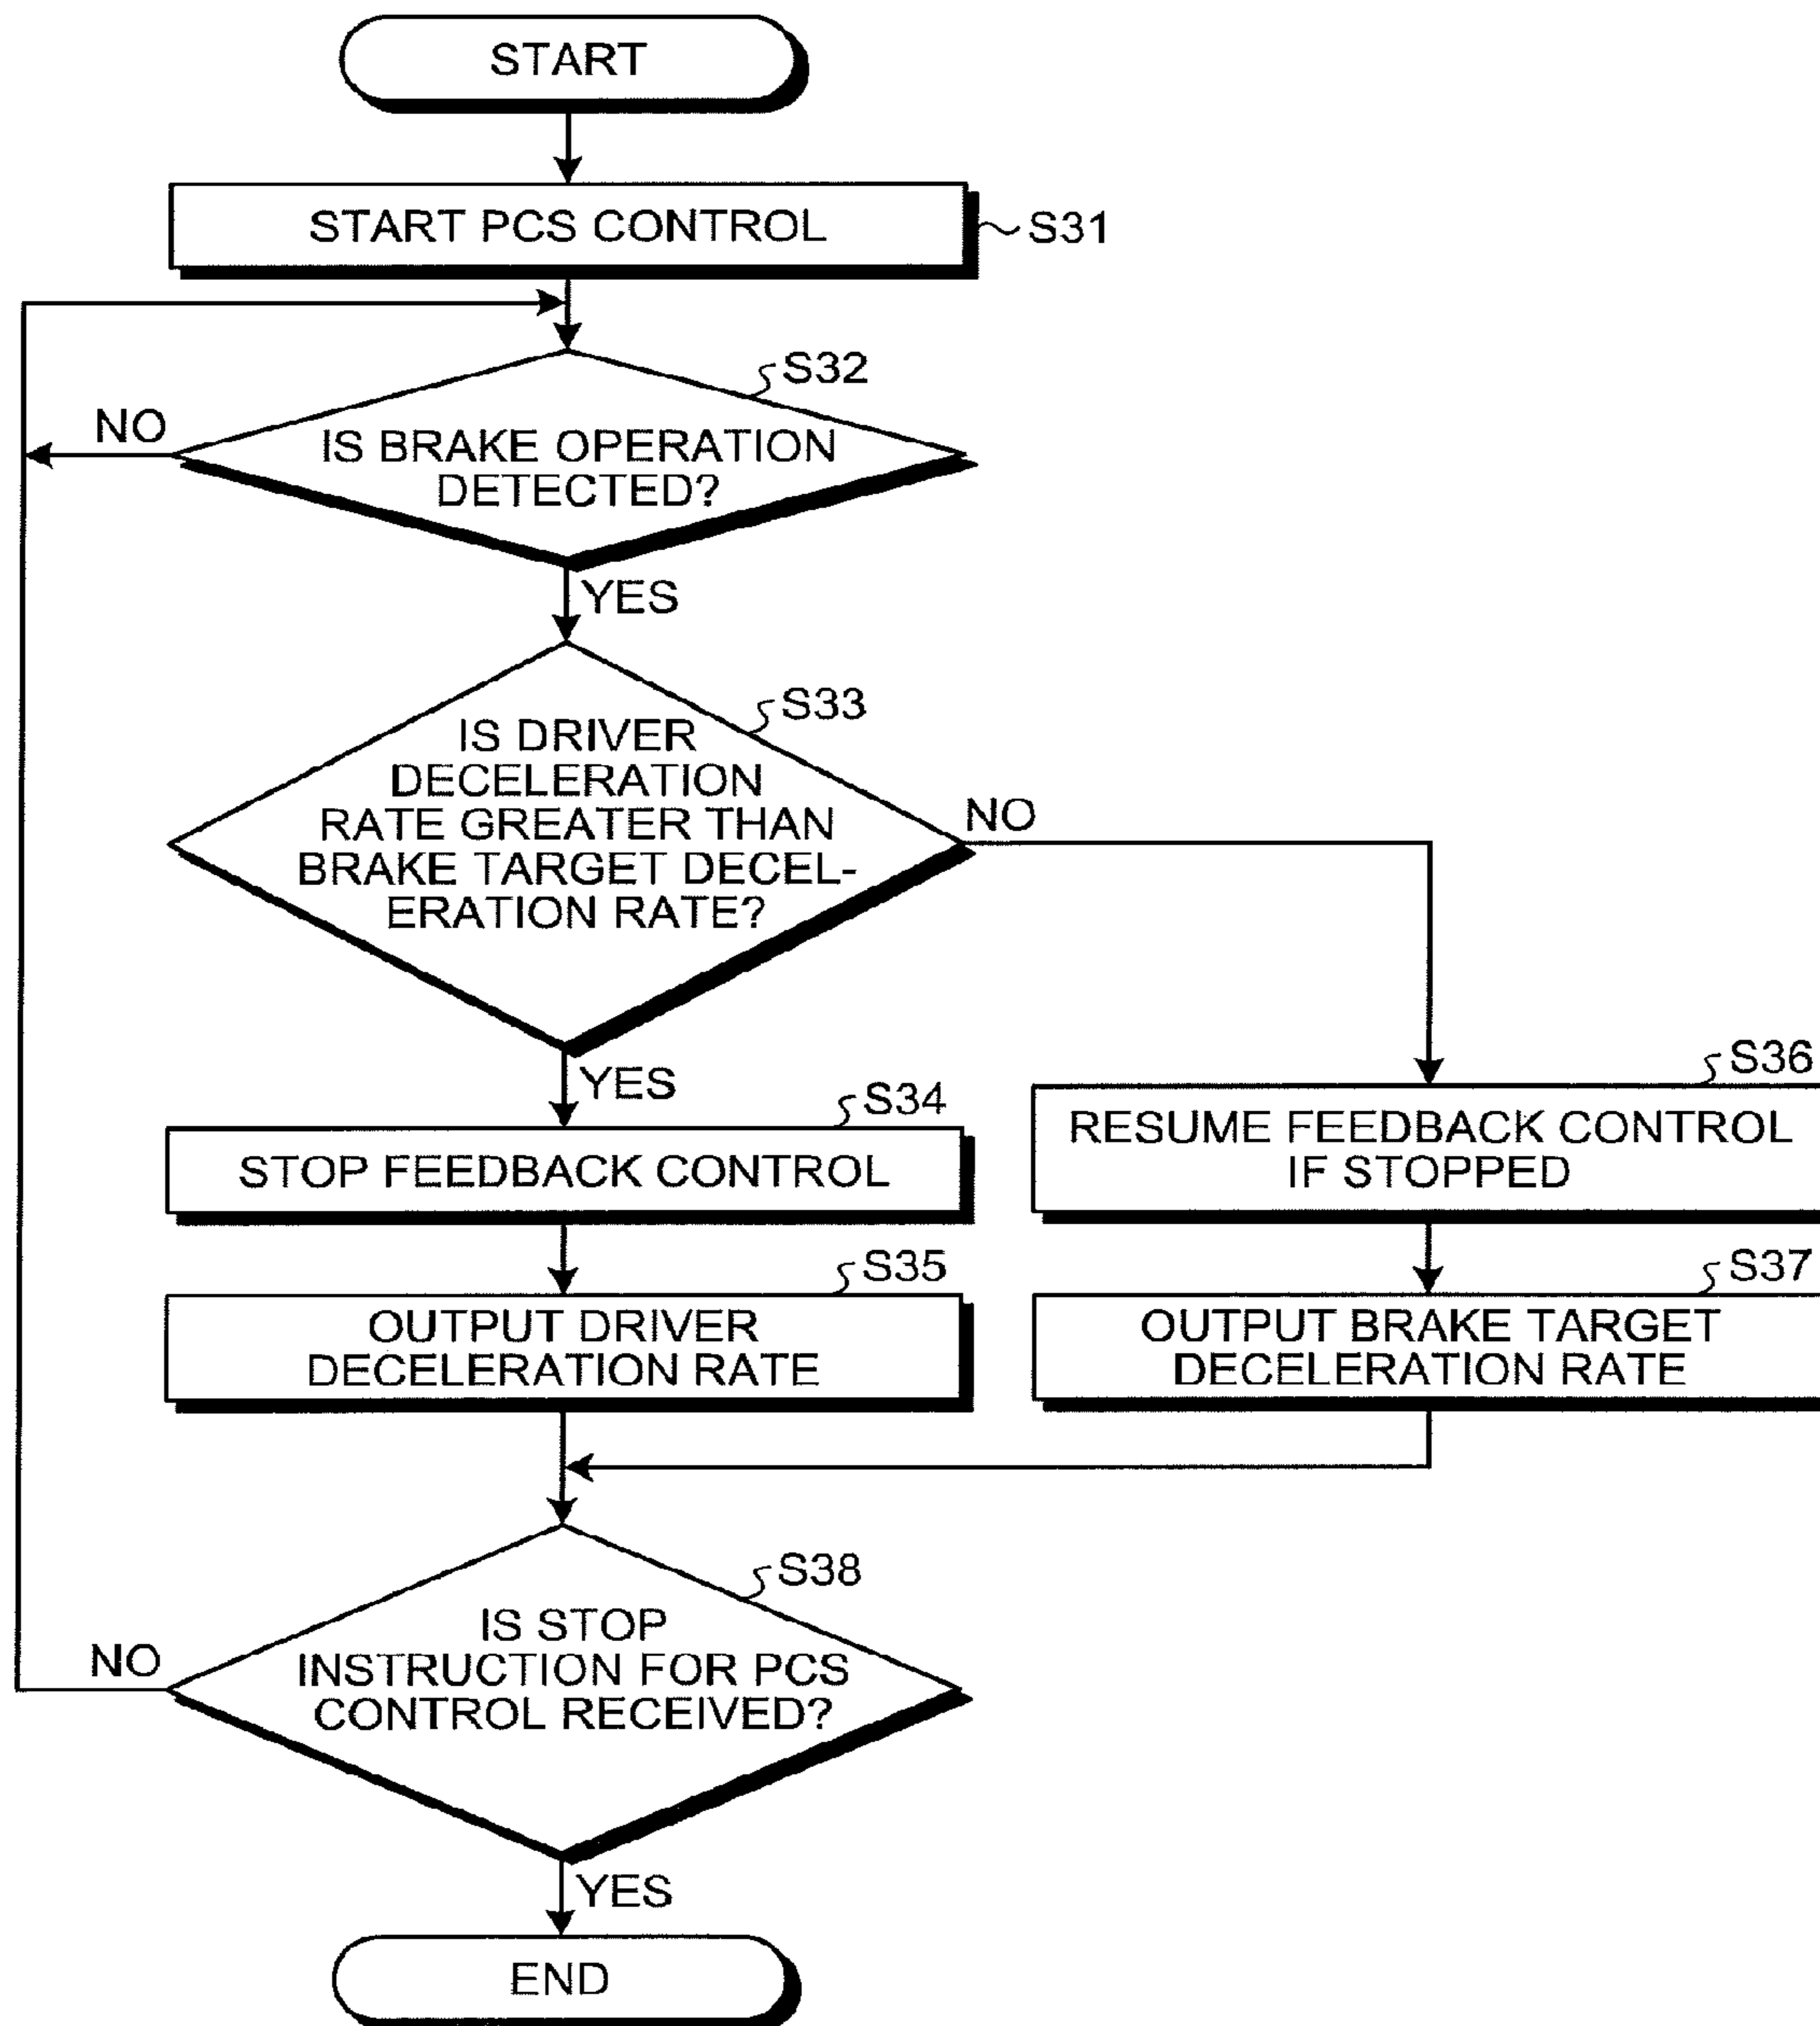 START
START PCS CONTROL
S31
S32
NO
IS BRAKE OPERATION
DETECTED?
YES
S33
IS DRIVER
DECELERATION
RATE GREATER THAN
BRAKE TARGET DECEL-
ERATION RATE?
NO
YES
S34
STOP FEEDBACK CONTROL
S36
RESUME FEEDBACK CONTROL
IF STOPPED
S35
OUTPUT DRIVER
DECELERATION RATE
S37
OUTPUT BRAKE TARGET
DECELERATION RATE
S38
NO
IS STOP
INSTRUCTION FOR PCS
CONTROL RECEIVED?
YES
END